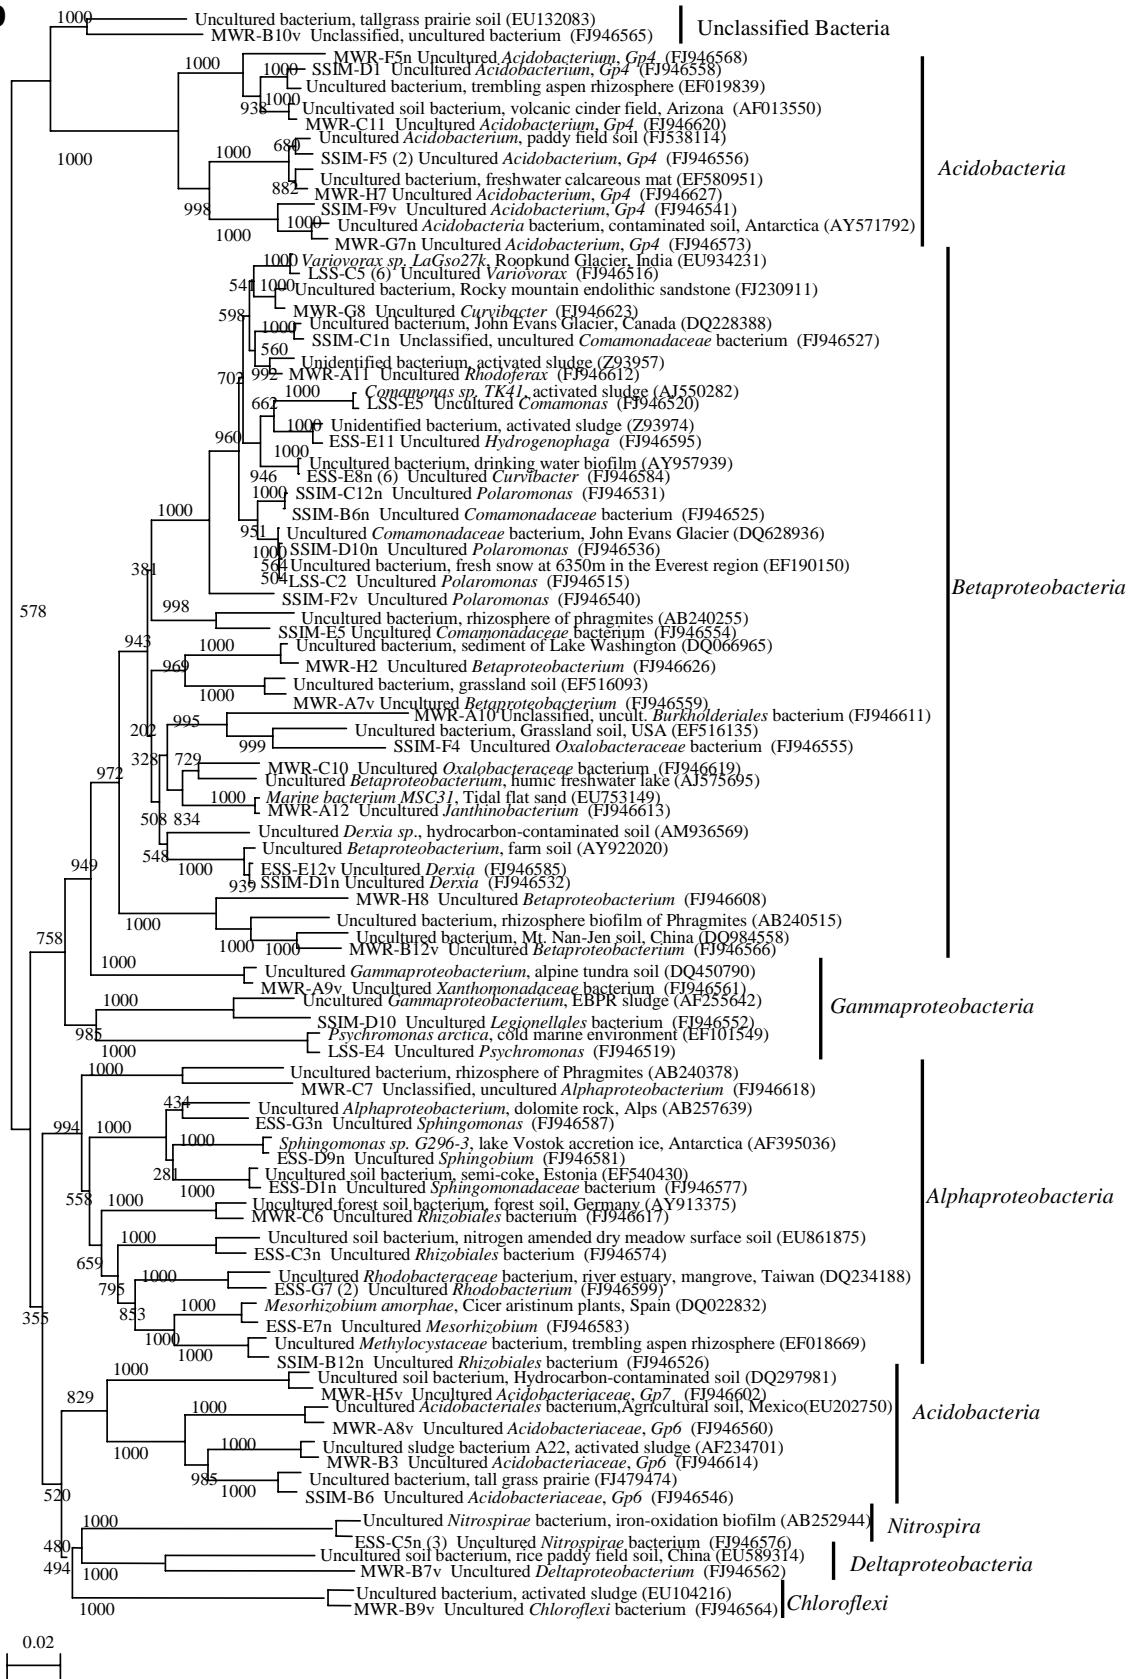 1000
Uncultured bacterium, tallgrass prairie soil (EU132083)
MWR-B10v Unclassified, uncultured bacterium (FJ946565)
Unclassified Bacteria
1000
MWR-F5n Uncultured Acidobacterium, Gp4 (FJ946568)
1000
SSIM-D1 Uncultured Acidobacterium, Gp4 (FJ946558)
Uncultured bacterium, trembling aspen rhizosphere (EF019839)
938
1000
Uncultivated soil bacterium, volcanic cinder field, Arizona (AF013550)
MWR-C11 Uncultured Acidobacterium, Gp4 (FJ946620)
1000
1000
680
Uncultured Acidobacterium, paddy field soil (FJ538114)
SSIM-F5 (2) Uncultured Acidobacterium, Gp4 (FJ946556)
Acidobacteria
882
Uncultured bacterium, freshwater calcareous mat (EF580951)
MWR-H7 Uncultured Acidobacterium, Gp4 (FJ946627)
998
SSIM-F9v Uncultured Acidobacterium, Gp4 (FJ946541)
1000
1000
Uncultured Acidobacteria bacterium, contaminated soil, Antarctica (AY571792)
MWR-G7n Uncultured Acidobacterium, Gp4 (FJ946573)
1000
Variovorax sp. LaGso27k, Roopkund Glacier, India (EU934231)
LSS-C5 (6) Uncultured Variovorax (FJ946516)
541
1000
Uncultured bacterium, Rocky mountain endolithic sandstone (FJ230911)
MWR-G8 Uncultured Curvibacter (FJ946623)
598
1000
Uncultured bacterium, John Evans Glacier, Canada (DQ228388)
SSIM-C1n Unclassified, uncultured Comamonadaceae bacterium (FJ946527)
560
Unidentified bacterium, activated sludge (Z93957)
702
992
MWR-A11 Uncultured Rhodoferax (FJ946612)
1000
Comamonas sp. TK41, activated sludge (AJ550282)
662
LSS-E5 Uncultured Comamonas (FJ946520)
1000
Unidentified bacterium, activated sludge (Z93974)
960
ESS-E11 Uncultured Hydrogenophaga (FJ946595)
1000
Uncultured bacterium, drinking water biofilm (AY957939)
946
ESS-E8n (6) Uncultured Curvibacter (FJ946584)
1000
SSIM-C12n Uncultured Polaromonas (FJ946531)
1000
SSIM-B6n Uncultured Comamonadaceae bacterium (FJ946525)
951
Uncultured Comamonadaceae bacterium, John Evans Glacier (DQ628936)
1000
SSIM-D10n Uncultured Polaromonas (FJ946536)
381
564
Uncultured bacterium, fresh snow at 6350m in the Everest region (EF190150)
504
LSS-C2 Uncultured Polaromonas (FJ946515)
Betaproteobacteria
SSIM-F2v Uncultured Polaromonas (FJ946540)
578
998
Uncultured bacterium, rhizosphere of phragmites (AB240255)
SSIM-E5 Uncultured Comamonadaceae bacterium (FJ946554)
943
1000
Uncultured bacterium, sediment of Lake Washington (DQ066965)
969
MWR-H2 Uncultured Betaproteobacterium (FJ946626)
1000
Uncultured bacterium, grassland soil (EF516093)
MWR-A7v Uncultured Betaproteobacterium (FJ946559)
202
995
MWR-A10 Unclassified, uncult. Burkholderiales bacterium (FJ946611)
Uncultured bacterium, Grassland soil, USA (EF516135)
999
SSIM-F4 Uncultured Oxalobacteraceae bacterium (FJ946555)
328
729
MWR-C10 Uncultured Oxalobacteraceae bacterium (FJ946619)
972
Uncultured Betaproteobacterium, humic freshwater lake (AJ575695)
1000
Marine bacterium MSC31, Tidal flat sand (EU753149)
MWR-A12 Uncultured Janthinobacterium (FJ946613)
508
834
Uncultured Derxia sp., hydrocarbon-contaminated soil (AM936569)
548
Uncultured Betaproteobacterium, farm soil (AY922020)
949
1000
ESS-E12v Uncultured Derxia (FJ946585)
939
SSIM-D1n Uncultured Derxia (FJ946532)
MWR-H8 Uncultured Betaproteobacterium (FJ946608)
1000
Uncultured bacterium, rhizosphere biofilm of Phragmites (AB240515)
758
1000
1000
Uncultured bacterium, Mt. Nan-Jen soil, China (DQ984558)
MWR-B12v Uncultured Betaproteobacterium (FJ946566)
1000
Uncultured Gammaproteobacterium, alpine tundra soil (DQ450790)
MWR-A9v Uncultured Xanthomonadaceae bacterium (FJ946561)
1000
Uncultured Gammaproteobacterium, EBPR sludge (AF255642)
Gammaproteobacteria
SSIM-D10 Uncultured Legionellales bacterium (FJ946552)
985
Psychromonas arctica, cold marine environment (EF101549)
1000
LSS-E4 Uncultured Psychromonas (FJ946519)
1000
Uncultured bacterium, rhizosphere of Phragmites (AB240378)
MWR-C7 Unclassified, uncultured Alphaproteobacterium (FJ946618)
434
Uncultured Alphaproteobacterium, dolomite rock, Alps (AB257639)
994
1000
ESS-G3n Uncultured Sphingomonas (FJ946587)
1000
Sphingomonas sp. G296-3, lake Vostok accretion ice, Antarctica (AF395036)
ESS-D9n Uncultured Sphingobium (FJ946581)
281
Uncultured soil bacterium, semi-coke, Estonia (EF540430)
1000
ESS-D1n Uncultured Sphingomonadaceae bacterium (FJ946577)
558
1000
Uncultured forest soil bacterium, forest soil, Germany (AY913375)
Alphaproteobacteria
MWR-C6 Uncultured Rhizobiales bacterium (FJ946617)
1000
Uncultured soil bacterium, nitrogen amended dry meadow surface soil (EU861875)
ESS-C3n Uncultured Rhizobiales bacterium (FJ946574)
659
1000
Uncultured Rhodobacteraceae bacterium, river estuary, mangrove, Taiwan (DQ234188)
795
ESS-G7 (2) Uncultured Rhodobacterium (FJ946599)
1000
Mesorhizobium amorphae, Cicer aristinum plants, Spain (DQ022832)
355
853
ESS-E7n Uncultured Mesorhizobium (FJ946583)
1000
Uncultured Methylocystaceae bacterium, trembling aspen rhizosphere (EF018669)
1000
SSIM-B12n Uncultured Rhizobiales bacterium (FJ946526)
1000
Uncultured soil bacterium, Hydrocarbon-contaminated soil (DQ297981)
829
MWR-H5v Uncultured Acidobacteriaceae, Gp7 (FJ946602)
1000
Uncultured Acidobacteriales bacterium,Agricultural soil, Mexico(EU202750)
Acidobacteria
MWR-A8v Uncultured Acidobacteriaceae, Gp6 (FJ946560)
1000
1000
Uncultured sludge bacterium A22, activated sludge (AF234701)
MWR-B3 Uncultured Acidobacteriaceae, Gp6 (FJ946614)
985
Uncultured bacterium, tall grass prairie (FJ479474)
1000
SSIM-B6 Uncultured Acidobacteriaceae, Gp6 (FJ946546)
520
1000
Uncultured Nitrospirae bacterium, iron-oxidation biofilm (AB252944)
Nitrospira
480
ESS-C5n (3) Uncultured Nitrospirae bacterium (FJ946576)
Uncultured soil bacterium, rice paddy field soil, China (EU589314)
Deltaproteobacteria
494
1000
MWR-B7v Uncultured Deltaproteobacterium (FJ946562)
Uncultured bacterium, activated sludge (EU104216)
1000
MWR-B9v Uncultured Chloroflexi bacterium (FJ946564)
Chloroflexi
0.02